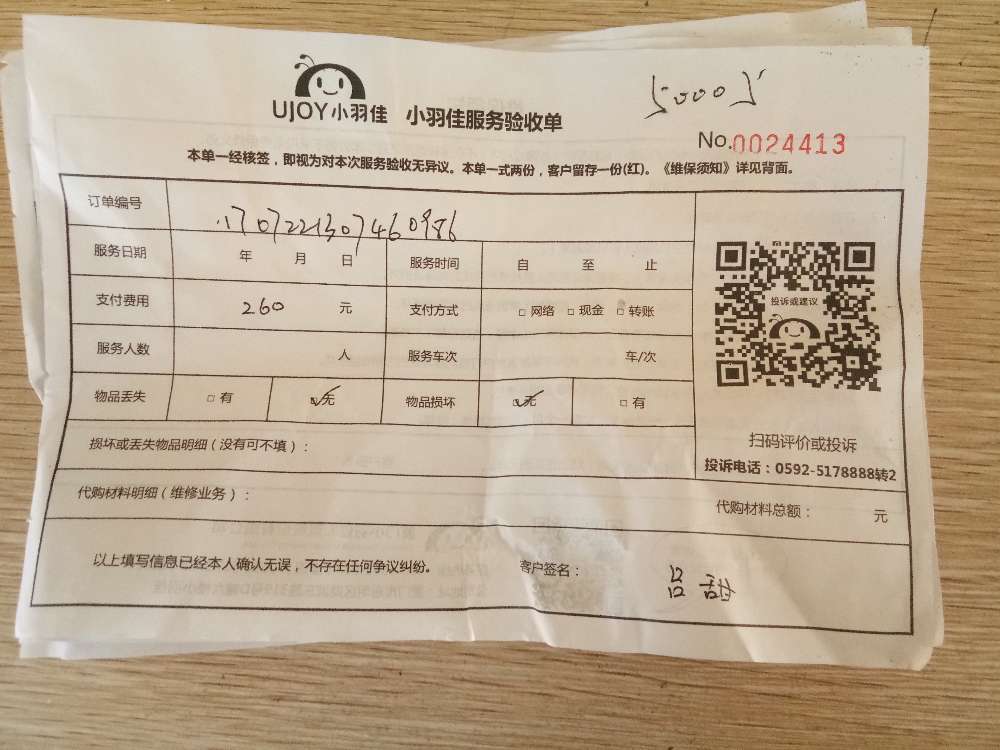 5000
UJOY小羽佳 小羽佳服务验收单
No.0024413
本单一经核签，即视为对本次服务验收无异议。本单一式两份，客户留存一份(红)。《维保须知》详见背面。
订单编号 170722130746 0986
服务日期 年 月 日 服务时间 自 至 止
支付费用 260 元 支付方式 □ 网络 □ 现金 □ 转账
服务人数 人 服务车次 车/次
物品丢失 □ 有 ☑ 无 物品损坏 ☑ 无 □ 有
投诉或建议
扫码评价或投诉
投诉电话：0592-5178888转2
损坏或丢失物品明细（没有可不填）：
代购材料明细（维修业务）：
代购材料总额： 元
以上填写信息已经本人确认无误，不存在任何争议纠纷。 客户签名： 吕甜